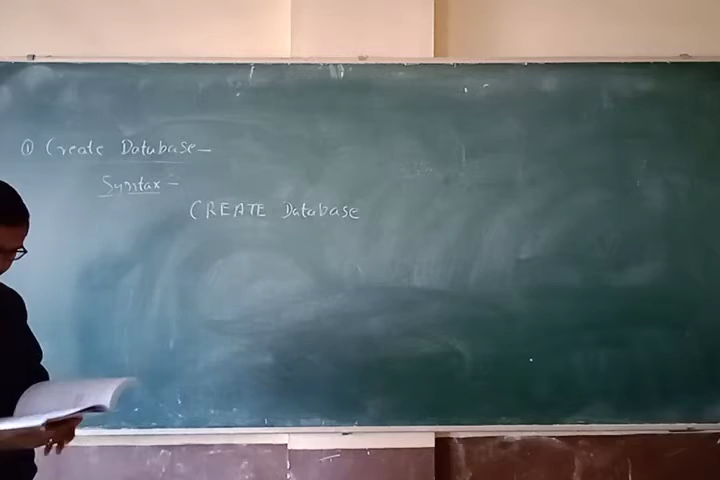 ① Create Database –
Syntax –
CREATE Database